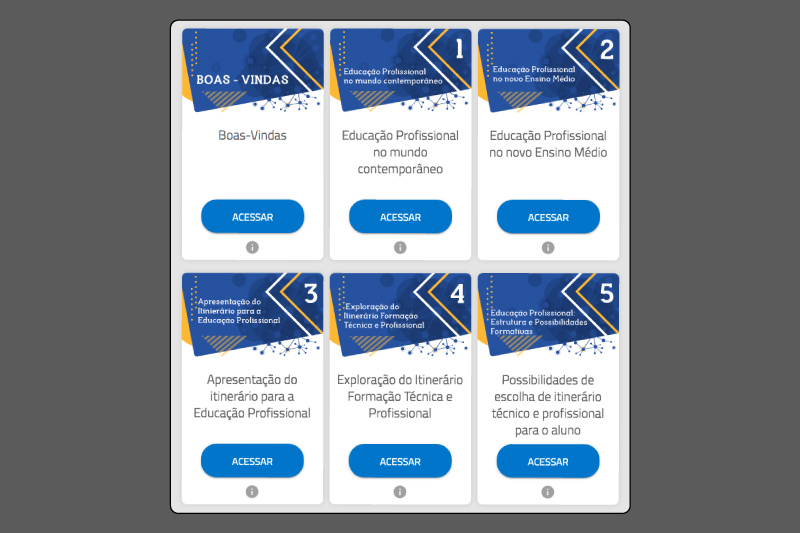 BOAS - VINDAS
Boas-Vindas
ACESSAR
1
Educação Profissional
no mundo contemporâneo
Educação Profissional
no mundo
contemporâneo
ACESSAR
2
Educação Profissional
no novo Ensino Médio
Educação Profissional
no novo Ensino Médio
ACESSAR
3
Apresentação do
Itinierário para a
Educação Profissional
Apresentação do
itinerário para a
Educação Profissional
ACESSAR
4
Exploração do
Itinerário Formação
Técnica e Profissional
Exploração do Itinerário
Formação Técnica e
Profissional
ACESSAR
5
Educação Profissional:
Estrutura e Possibilidades
Formativas
Possibilidades de
escolha de itinerário
técnico e profissional
para o aluno
ACESSAR